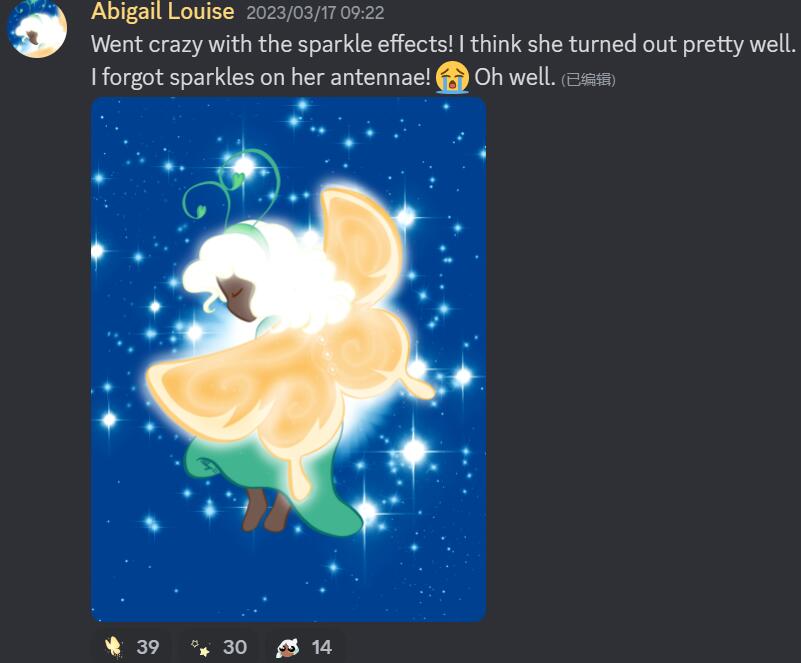 Abigail Louise 2023/03/17 09:22
Went crazy with the sparkle effects! I think she turned out pretty well.
I forgot sparkles on her antennae! 😭 Oh well. (已编辑)
39 30 14